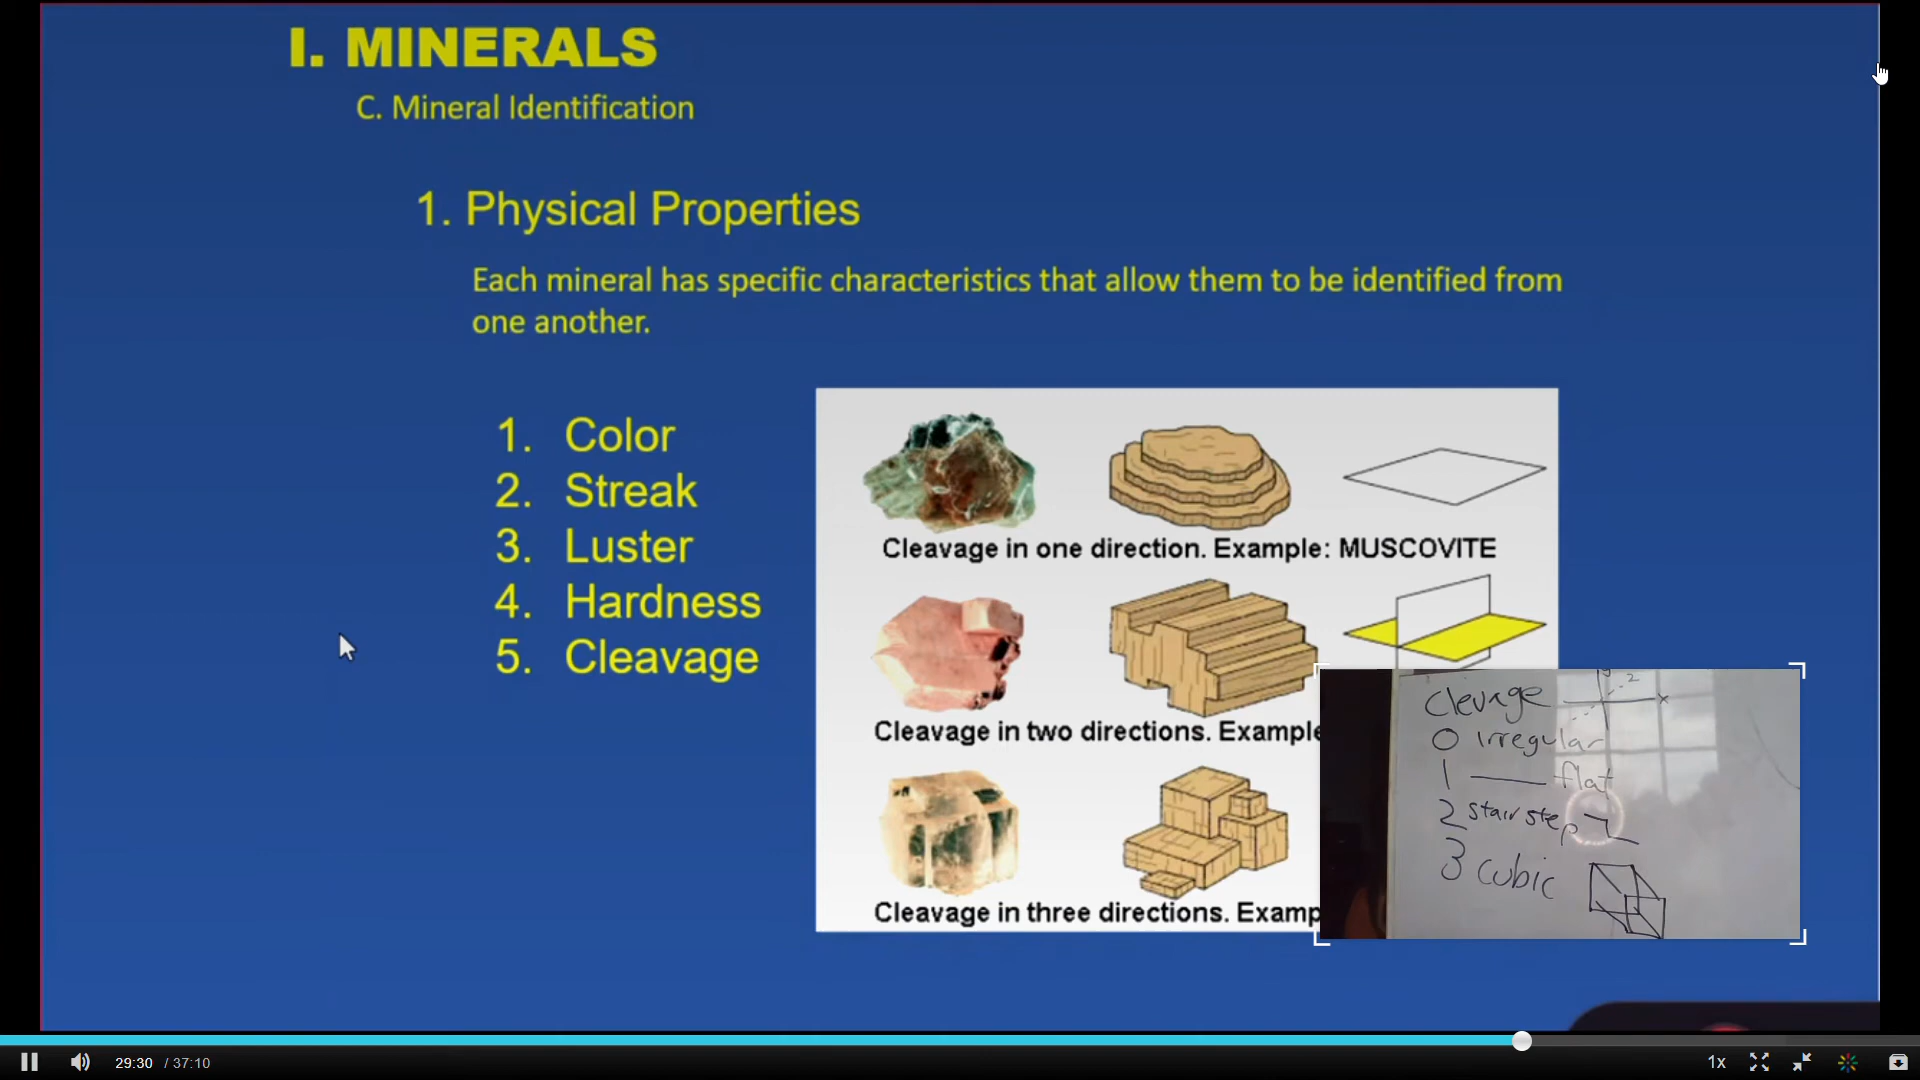 I. MINERALS
C. Mineral Identification
1. Physical Properties
Each mineral has specific characteristics that allow them to be identified from
one another.
1. Color
2. Streak
3. Luster
4. Hardness
5. Cleavage
Cleavage in one direction. Example: MUSCOVITE
Cleavage in two directions. Example
Cleavage in three directions. Examp
Clevage
0 irregular
1 flat
2 stair step
3 cubic
2
x
29:30 / 37:10
1x